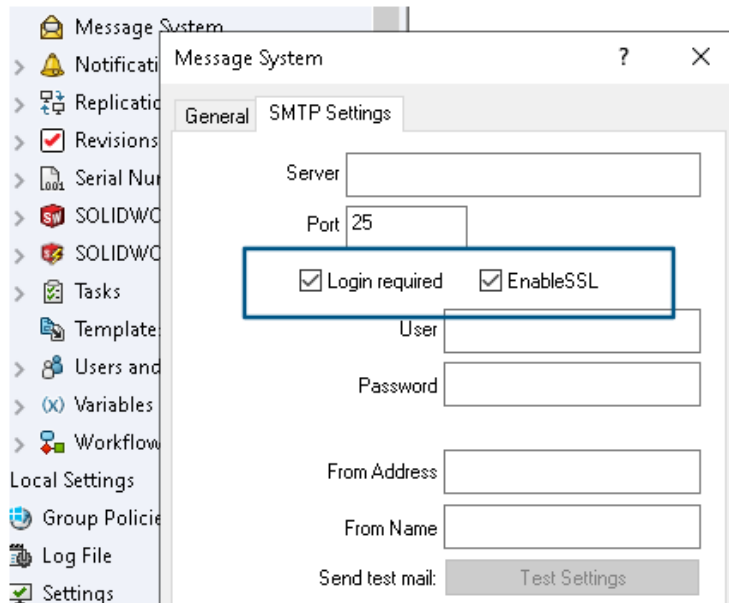 Message System
Notificati
Replicatio
Revisions
Serial Nur
SOLIDWO
SOLIDWO
Tasks
Template
Users and
(x) Variables
Workflow
Local Settings
Group Policie
Log File
Settings
Message System
? X
General SMTP Settings
Server
Port 25
Login required EnableSSL
User
Password
From Address
From Name
Send test mail: Test Settings